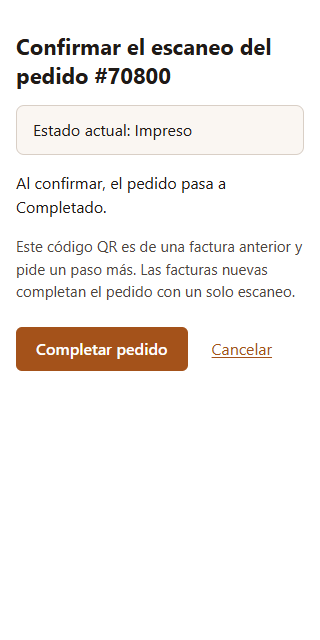 Confirmar el escaneo del
pedido #70800
Estado actual: Impreso
Al confirmar, el pedido pasa a
Completado.
Este código QR es de una factura anterior y
pide un paso más. Las facturas nuevas
completan el pedido con un solo escaneo.
Completar pedido
Cancelar